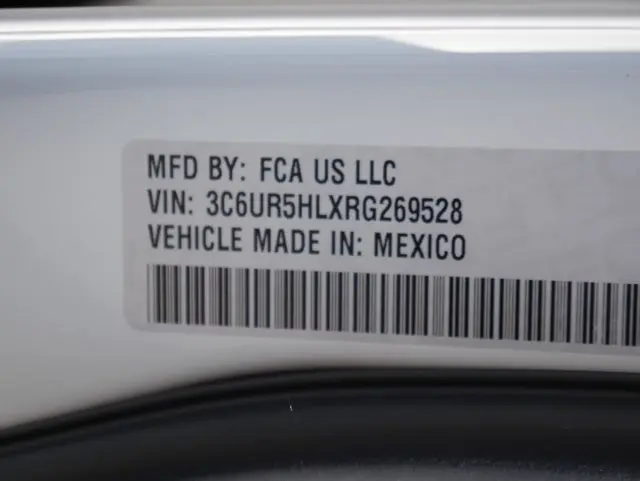 MFD BY: FCA US LLC
VIN: 3C6UR5HLXRG269528
VEHICLE MADE IN: MEXICO